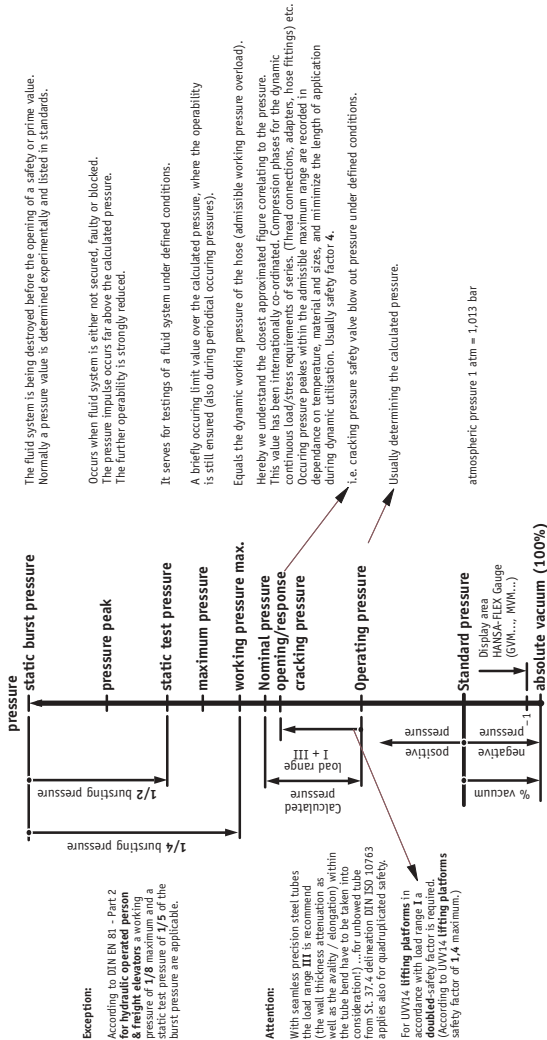 pressure
static burst pressure
pressure peak
static test pressure
maximum pressure
working pressure max.
Nominal pressure
opening/response
cracking pressure
Operating pressure
Standard pressure
Display area
HANSA-FLEX Gauge
(GVM..., MVM...)
absolute vacuum (100%)
-1
1/2 bursting pressure
1/4 bursting pressure
Calculated
pressure
load range
I + III
positive
pressure
negative
pressure
% vacuum
The fluid system is being destroyed before the opening of a safety or prime value.
Normally a pressure value is determined experimentally and listed in standards.
Occurs when fluid system is either not secured, faulty or blocked.
The pressure impulse occurs far above the calculated pressure.
The further operability is strongly reduced.
It serves for testings of a fluid system under defined conditions.
A briefly occuring limit value over the calculated pressure, where the operability
is still ensured (also during periodical occuring pressures).
Equals the dynamic working pressure of the hose (admissible working pressure overload).
Hereby we understand the closest approximated figure correlating to the pressure.
This value has been internationally co-ordinated. Compression phases for the dynamic
continuous load/stress requirements of series. (Thread connections, adapters, hose fittings) etc.
Occuring pressure peakes within the admissible maximum range are recorded in
dependance on temperature, material and sizes, and minimize the length of application
during dynamic utilisation. Usually safety factor 4.
i.e. cracking pressure safety valve blow out pressure under defined conditions.
Usually determining the calculated pressure.
atmospheric pressure 1 atm = 1,013 bar
Exception:
According to DIN EN 81 - Part 2
for hydraulic operated person
& freight elevators a working
pressure of 1/8 maximum and a
static test pressure of 1/5 of the
burst pressure are applicable.
Attention:
With seamless precision steel tubes
the load range III is recommend
(the wall thickness attenuation as
well as the avality / elongation) within
the tube bend have to be taken into
consideration!) ...for unbowed tube
from St. 37.4 delineation DIN ISO 10763
applies also for quadruplicated safety.
For UVV14 lifting platforms in
accordance with load range I a
doubled-safety factor is required.
(According to UVV14 lifting platforms
safety factor of 1,4 maximum.)